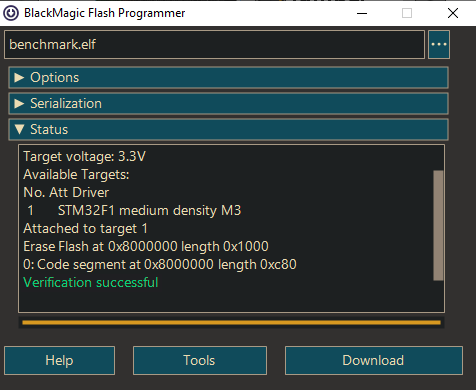 BlackMagic Flash Programmer
benchmark.elf
...
Options
Serialization
Status
Target voltage: 3.3V
Available Targets:
No. Att Driver
1 STM32F1 medium density M3
Attached to target 1
Erase Flash at 0x8000000 length 0x1000
0: Code segment at 0x8000000 length 0xc80
Verification successful
Help Tools Download